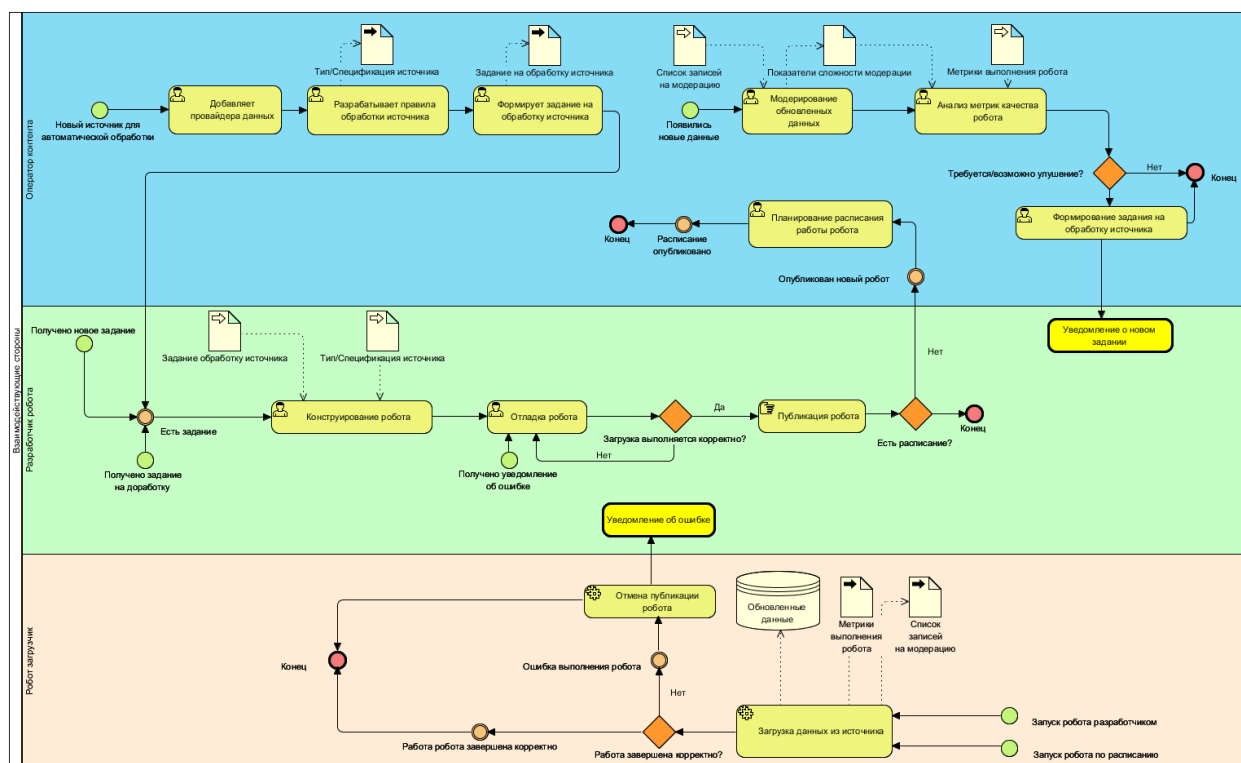 Взаимодействующие стороны
Оператор контента
Тип/Спецификация источника
Задание на обработку источника
Список записей
на модерацию
Показатели сложности модерации
Метрики выполнения робота
Новый источник для
автоматической обработки
Добавляет
провайдера данных
Разрабатывает правила
обработки источника
Формирует задание на
обработку источника
Появились
новые данные
Модерирование
обновленных
данных
Анализ метрик качества
робота
Требуется/возможно улушение?
Нет
Конец
Формирование задания на
обработку источника
Конец
Расписание
опубликовано
Планирование расписания
работы робота
Опубликован новый робот
Разработчик робота
Получено новое задание
Задание обработку источника
Тип/Спецификация источника
Уведомление о новом
задании
Нет
Есть задание
Конструирование робота
Отладка робота
Загрузка выполняется корректно?
Да
Нет
Публикация робота
Есть расписание?
Конец
Получено задание
на доработку
Получено уведомление
об ошибке
Уведомление об ошибке
Робот загрузчик
Отмена публикации
робота
Обновленные
данные
Метрики
выполнения
робота
Список
записей
на модерацию
Конец
Ошибка выполнения робота
Нет
Работа робота завершена корректно
Работа завершена корректно?
Загрузка данных из источника
Запуск робота разработчиком
Запуск робота по расписанию